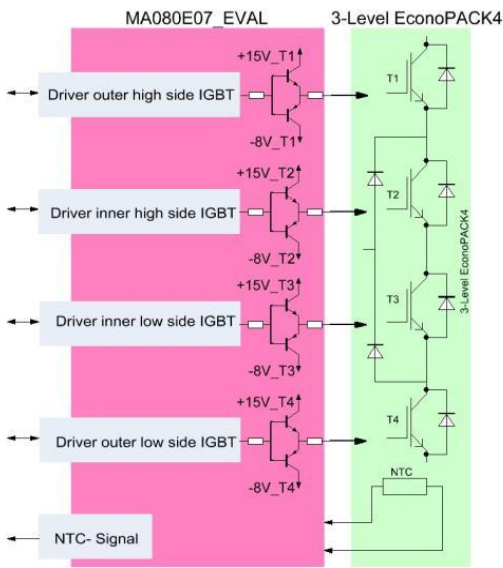 MA080E07_EVAL
3-Level EconoPACK4
+15V_T1
T1
Driver outer high side IGBT
-8V_T1
+15V_T2
T2
Driver inner high side IGBT
-8V_T2
+15V_T3
T3
3-Level EconoPACK4
Driver inner low side IGBT
-8V_T3
+15V_T4
T4
Driver outer low side IGBT
-8V_T4
NTC
NTC- Signal